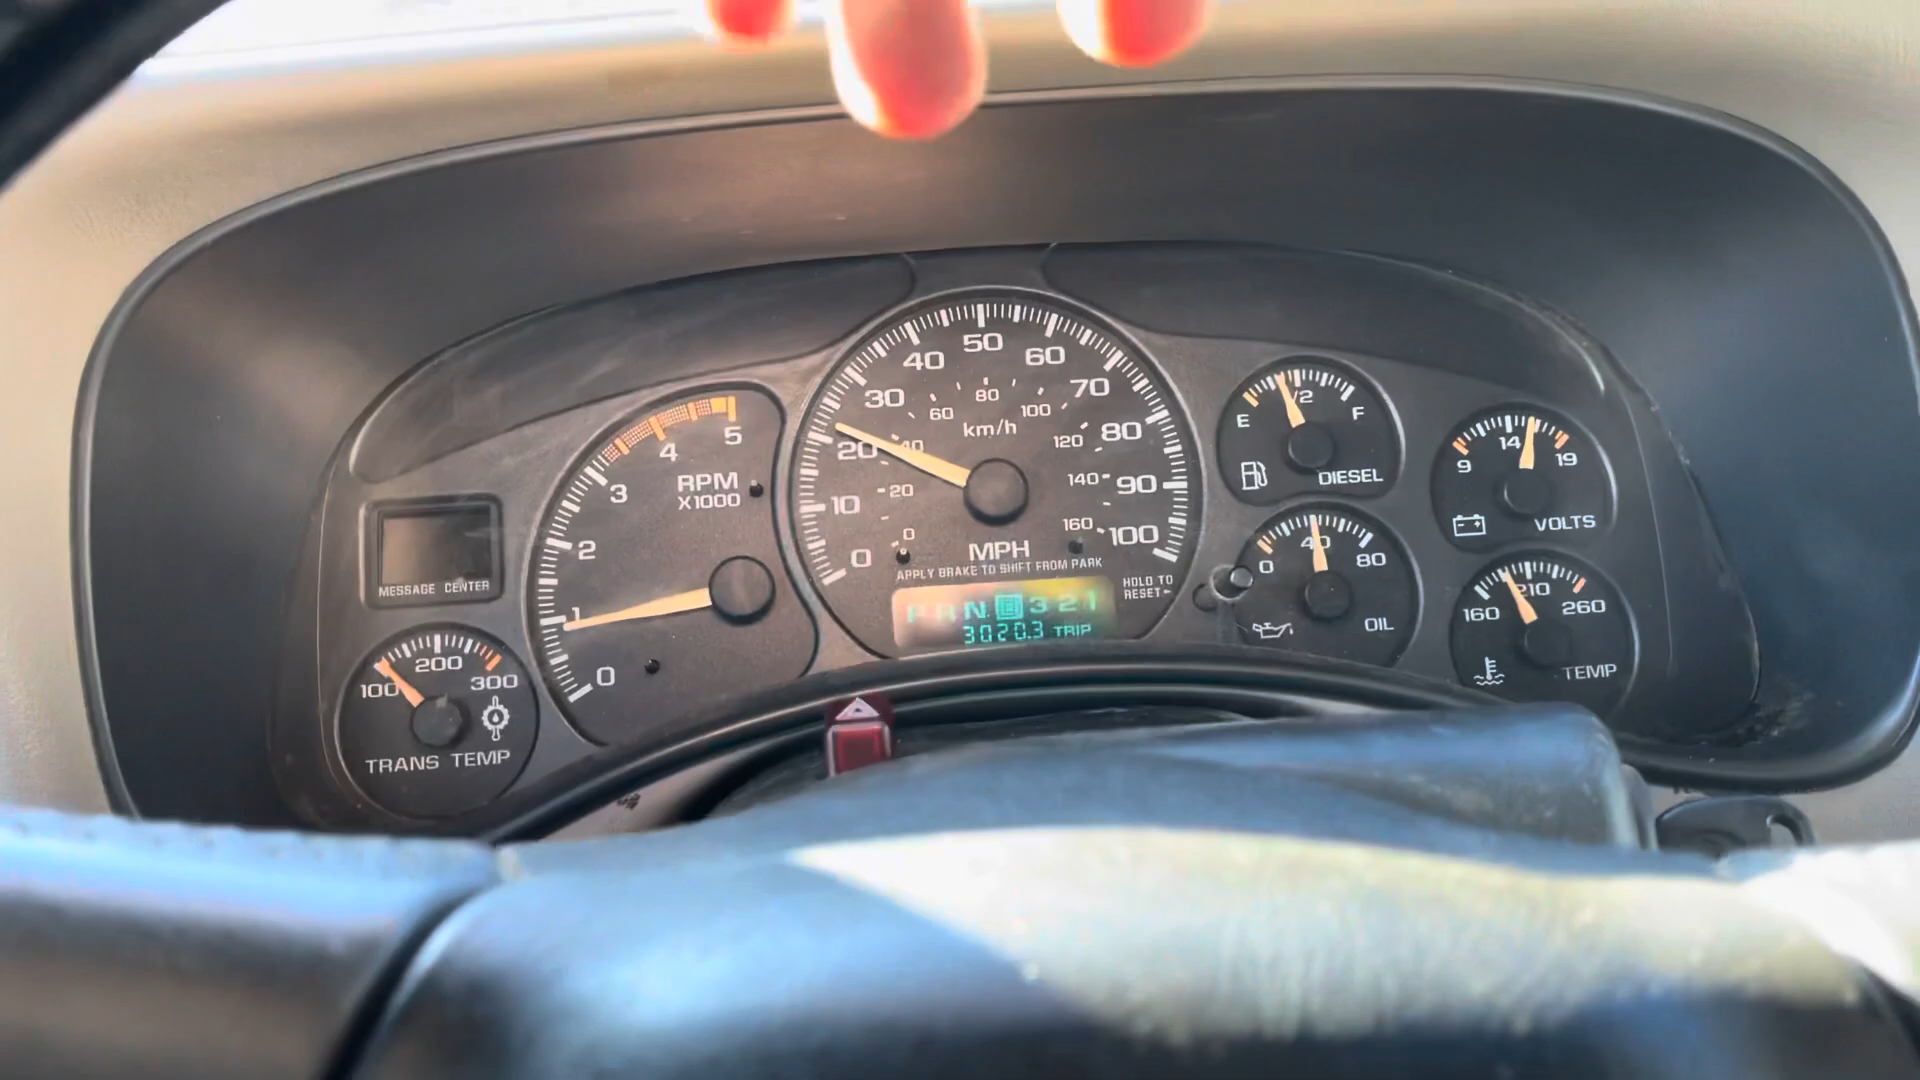 0
1
2
3
4
5
RPM
X1000
MESSAGE CENTER
100
200
300
TRANS TEMP
0
10
20
30
40
50
60
70
80
90
100
0
20
40
60
80
100
120
140
160
km/h
MPH
APPLY BRAKE TO SHIFT FROM PARK
P R N D 3 2 1
3020.3 TRIP
HOLD TO
RESET
E
1/2
F
DIESEL
0
40
80
OIL
9
14
19
VOLTS
160
210
260
TEMP